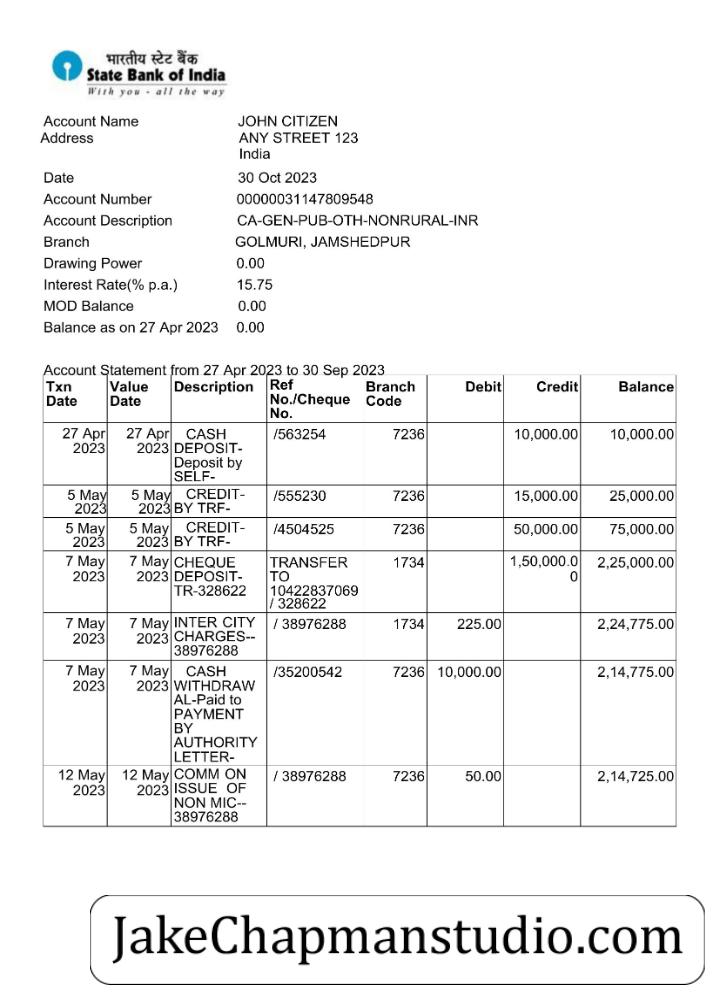 भारतीय स्टेट बैंक
State Bank of India
With you - all the way
Account Name JOHN CITIZEN
Address ANY STREET 123
India
Date 30 Oct 2023
Account Number 00000031147809548
Account Description CA-GEN-PUB-OTH-NONRURAL-INR
Branch GOLMURI, JAMSHEDPUR
Drawing Power 0.00
Interest Rate(% p.a.) 15.75
MOD Balance 0.00
Balance as on 27 Apr 2023 0.00
Account Statement from 27 Apr 2023 to 30 Sep 2023
Txn Value Description Ref Branch Debit Credit Balance
Date Date No./Cheque Code
No.
27 Apr 27 Apr CASH /563254 7236 10,000.00 10,000.00
2023 2023 DEPOSIT-
Deposit by
SELF-
5 May 5 May CREDIT- /555230 7236 15,000.00 25,000.00
2023 2023 BY TRF-
5 May 5 May CREDIT- /4504525 7236 50,000.00 75,000.00
2023 2023 BY TRF-
7 May 7 May CHEQUE TRANSFER 1734 1,50,000.0 2,25,000.00
2023 2023 DEPOSIT- TO 0
TR-328622 10422837069
/ 328622
7 May 7 May INTER CITY / 38976288 1734 225.00 2,24,775.00
2023 2023 CHARGES--
38976288
7 May 7 May CASH /35200542 7236 10,000.00 2,14,775.00
2023 2023 WITHDRAW
AL-Paid to
PAYMENT
BY
AUTHORITY
LETTER-
12 May 12 May COMM ON / 38976288 7236 50.00 2,14,725.00
2023 2023 ISSUE OF
NON MIC--
38976288
JakeChapmanstudio.com